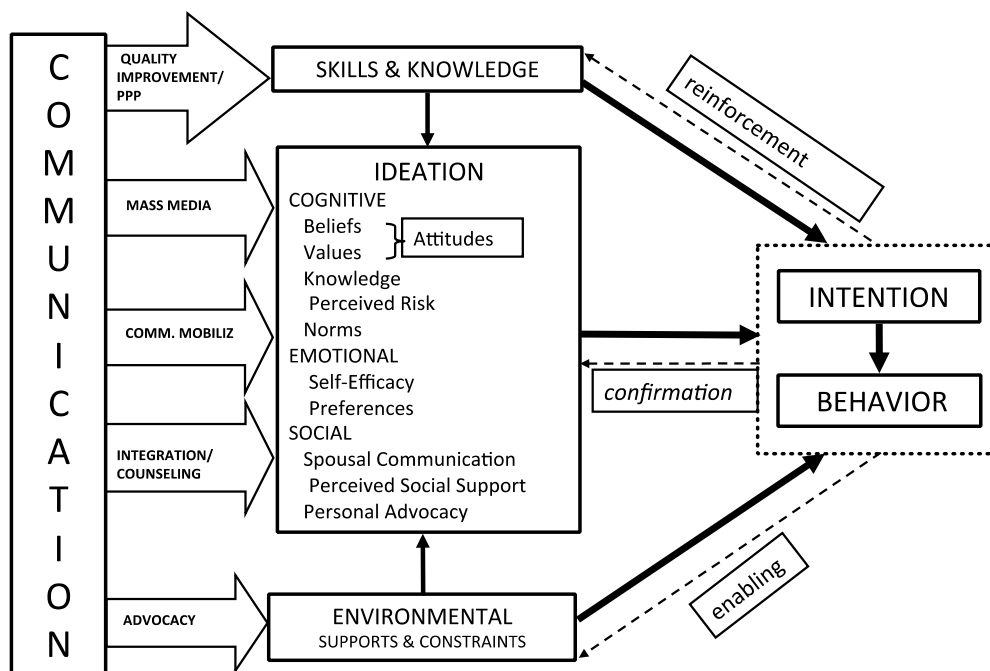 COMMUNICATION
QUALITY
IMPROVEMENT/
PPP
MASS MEDIA
COMM. MOBILIZ
INTEGRATION/
COUNSELING
ADVOCACY
SKILLS & KNOWLEDGE
IDEATION
COGNITIVE
Beliefs
Values
Attitudes
Knowledge
Perceived Risk
Norms
EMOTIONAL
Self-Efficacy
Preferences
SOCIAL
Spousal Communication
Perceived Social Support
Personal Advocacy
ENVIRONMENTAL
SUPPORTS & CONSTRAINTS
reinforcement
confirmation
enabling
INTENTION
BEHAVIOR